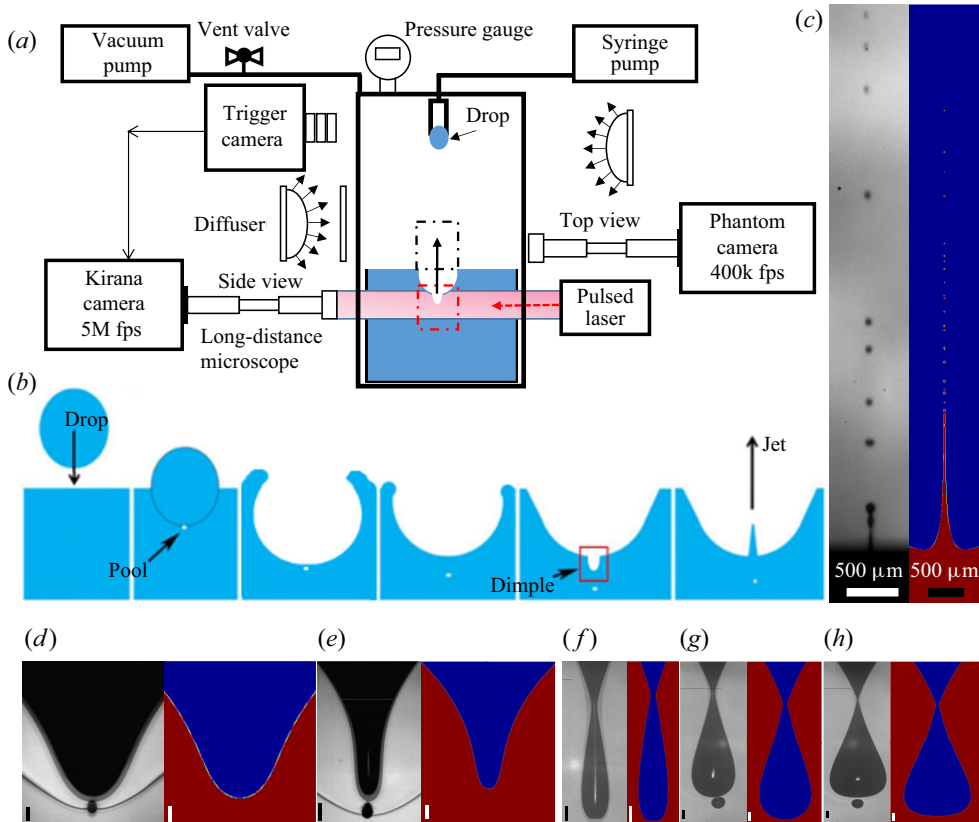 (a)
Vacuum
pump
Vent valve
Pressure gauge
Syringe
pump
Trigger
camera
Drop
Diffuser
Top view
Phantom
camera
400k fps
Kirana
camera
5M fps
Side view
Long-distance
microscope
Pulsed
laser
(b)
Drop
Pool
Dimple
Jet
(c)
500 μm
500 μm
(d)
(e)
(f)
(g)
(h)